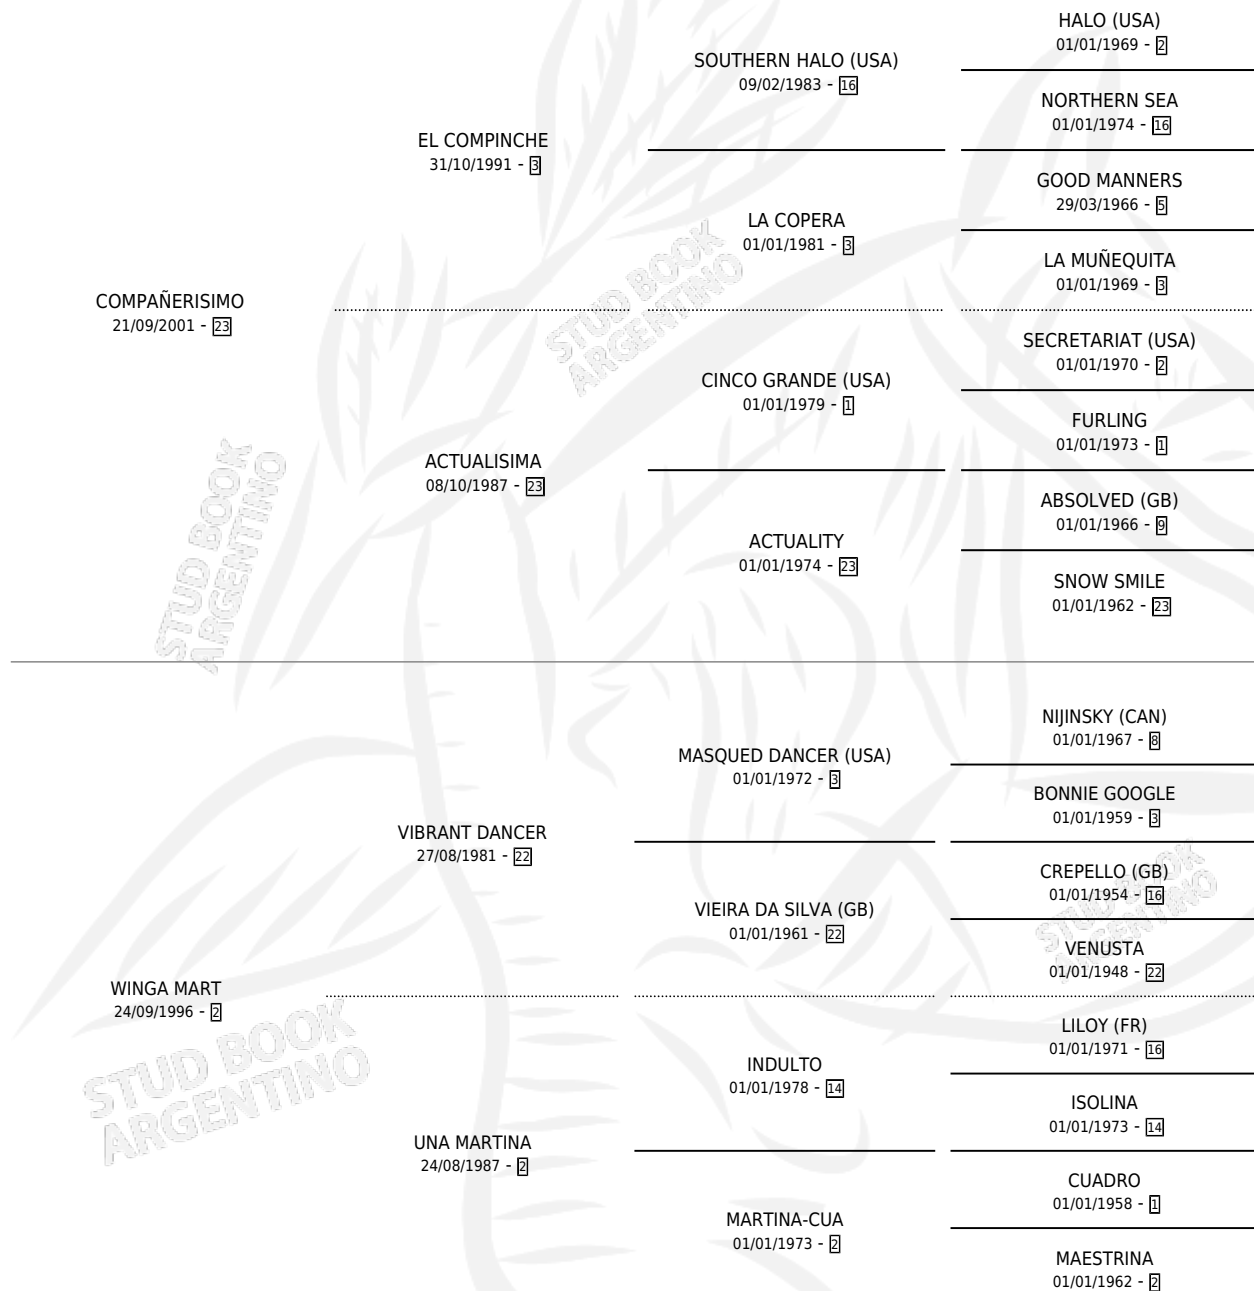 HALO (USA)
01/01/1969 - 2
SOUTHERN HALO (USA)
09/02/1983 - 16
NORTHERN SEA
01/01/1974 - 16
EL COMPINCHE
31/10/1991 - 3
GOOD MANNERS
29/03/1966 - 5
LA COPERA
01/01/1981 - 3
LA MUÑEQUITA
01/01/1969 - 3
COMPAÑERISIMO
21/09/2001 - 23
SECRETARIAT (USA)
01/01/1970 - 2
CINCO GRANDE (USA)
01/01/1979 - 1
FURLING
01/01/1973 - 1
ACTUALISIMA
08/10/1987 - 23
ABSOLVED (GB)
01/01/1966 - 9
ACTUALITY
01/01/1974 - 23
SNOW SMILE
01/01/1962 - 23
NIJINSKY (CAN)
01/01/1967 - 8
MASQUED DANCER (USA)
01/01/1972 - 3
BONNIE GOOGLE
01/01/1959 - 3
VIBRANT DANCER
27/08/1981 - 22
CREPELLO (GB)
01/01/1954 - 16
VIEIRA DA SILVA (GB)
01/01/1961 - 22
VENUSTA
01/01/1948 - 22
WINGA MART
24/09/1996 - 2
LILOY (FR)
01/01/1971 - 16
INDULTO
01/01/1978 - 14
ISOLINA
01/01/1973 - 14
UNA MARTINA
24/08/1987 - 2
CUADRO
01/01/1958 - 1
MARTINA-CUA
01/01/1973 - 2
MAESTRINA
01/01/1962 - 2
STUD BOOK
ARGENTINO
STUD BOOK
ARGENTINO
STUD BOOK
ARGENTINO
STUD BOOK
ARGENTINO